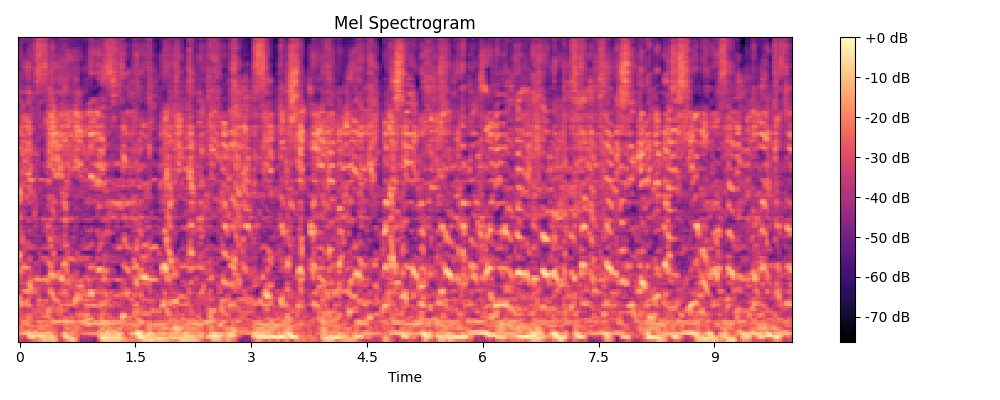 Mel Spectrogram
+0 dB
-10 dB
-20 dB
-30 dB
-40 dB
-50 dB
-60 dB
-70 dB
0
1.5
3
4.5
6
7.5
9
Time